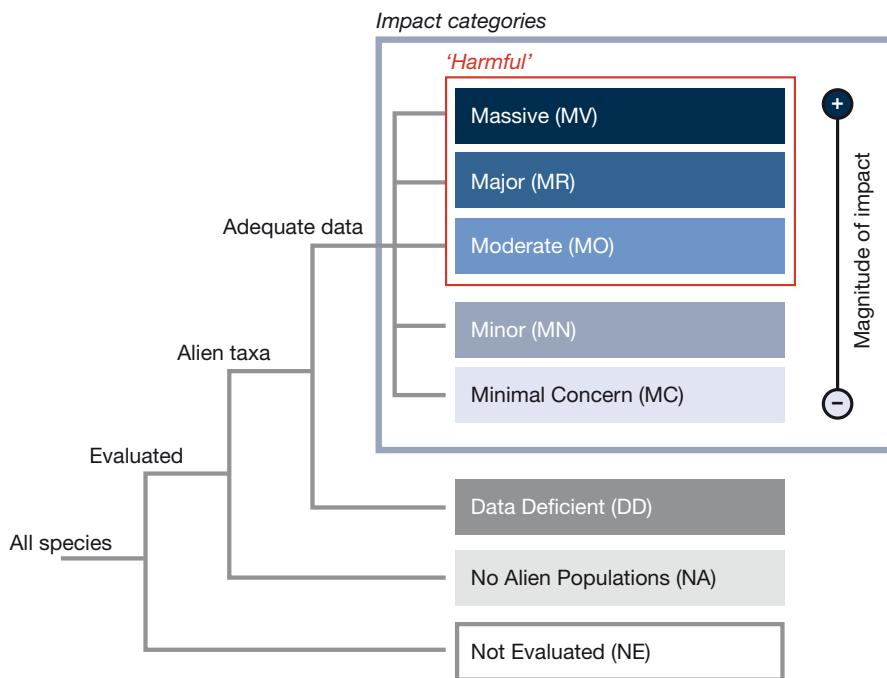 Impact categories
‘Harmful’
Massive (MV)
+
Major (MR)
Adequate data
Moderate (MO)
Magnitude of impact
Minor (MN)
Alien taxa
Minimal Concern (MC)
−
Evaluated
Data Deficient (DD)
All species
No Alien Populations (NA)
Not Evaluated (NE)